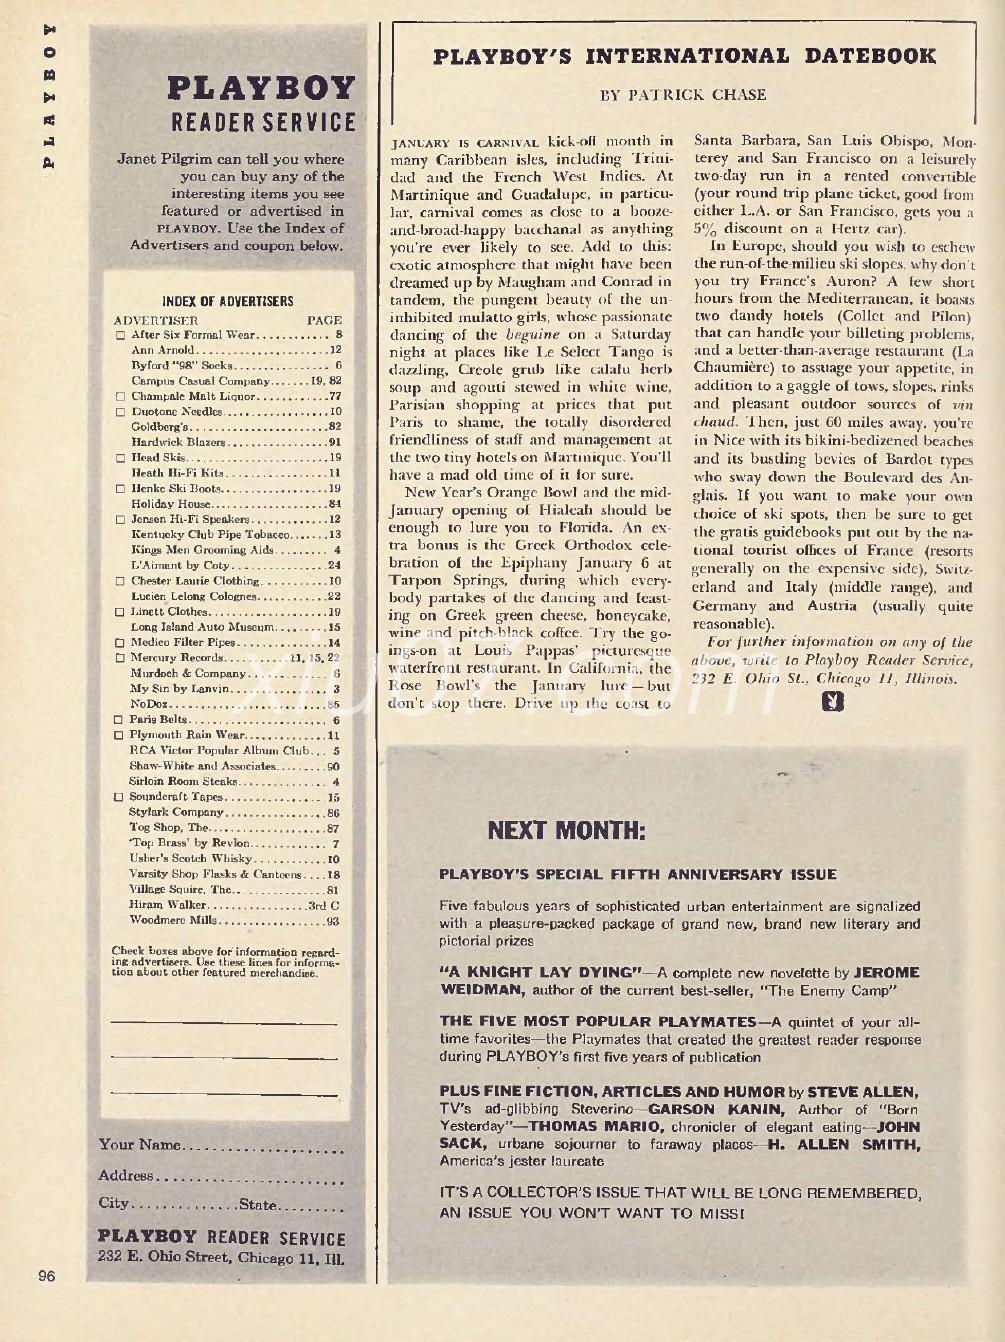 PLAYBOY
PLAYBOY
READER SERVICE
Janet Pilgrim can tell you where
you can buy any of the
interesting items you see
featured or advertised in
PLAYBOY. Use the Index of
Advertisers and coupon below.
INDEX OF ADVERTISERS
ADVERTISER PAGE
☐ After Six Formal Wear............ 8
Ann Arnold......................12
Byford "98" Socks................ 6
Campus Casual Company.......19, 82
☐ Champale Malt Liquor............77
☐ Duotone Needles.................10
Goldberg's.......................82
Hardwick Blazers.................91
☐ Head Skis.......................19
Heath Hi-Fi Kits.................11
☐ Henke Ski Boots.................19
Holiday House...................84
☐ Jensen Hi-Fi Speakers............12
Kentucky Club Pipe Tobacco.......13
Kings Men Grooming Aids......... 4
L'Aimant by Coty................24
☐ Chester Laurie Clothing...........10
Lucien Lelong Colognes...........22
☐ Linett Clothes...................19
Long Island Auto Museum.........15
☐ Medico Filter Pipes...............14
☐ Mercury Records..........11, 15, 22
Murdoch & Company............. 6
My Sin by Lanvin................ 3
NoDoz..........................85
☐ Paris Belts...................... 6
☐ Plymouth Rain Wear.............11
RCA Victor Popular Album Club... 5
Shaw-White and Associates.........90
Sirloin Room Steaks.............. 4
☐ Soundcraft Tapes................ 15
Stylark Company.................86
Tog Shop, The...................87
'Top Brass' by Revlon............ 7
Usher's Scotch Whisky............10
Varsity Shop Flasks & Canteens....18
Village Squire, The...............81
Hiram Walker.................3rd C
Woodmere Mills..................93
Check boxes above for information regard-
ing advertisers. Use these lines for informa-
tion about other featured merchandise.
Your Name......................
Address........................
City..............State.........
PLAYBOY READER SERVICE
232 E. Ohio Street, Chicago 11, Ill.
96
PLAYBOY'S INTERNATIONAL DATEBOOK
BY PATRICK CHASE
JANUARY IS CARNIVAL kick-off month in
many Caribbean isles, including Trini-
dad and the French West Indies. At
Martinique and Guadalupe, in particu-
lar, carnival comes as close to a booze-
and-broad-happy bacchanal as anything
you're ever likely to see. Add to this:
exotic atmosphere that might have been
dreamed up by Maugham and Conrad in
tandem, the pungent beauty of the un-
inhibited mulatto girls, whose passionate
dancing of the beguine on a Saturday
night at places like Le Select Tango is
dazzling, Creole grub like calalu herb
soup and agouti stewed in white wine,
Parisian shopping at prices that put
Paris to shame, the totally disordered
friendliness of staff and management at
the two tiny hotels on Martinique. You'll
have a mad old time of it for sure.
New Year's Orange Bowl and the mid-
January opening of Hialeah should be
enough to lure you to Florida. An ex-
tra bonus is the Greek Orthodox cele-
bration of the Epiphany January 6 at
Tarpon Springs, during which every-
body partakes of the dancing and feast-
ing on Greek green cheese, honeycake,
wine and pitch-black coffee. Try the go-
ings-on at Louis Pappas' picturesque
waterfront restaurant. In California, the
Rose Bowl's the January lure — but
don't stop there. Drive up the coast to
Santa Barbara, San Luis Obispo, Mon-
terey and San Francisco on a leisurely
two-day run in a rented convertible
(your round trip plane ticket, good from
either L.A. or San Francisco, gets you a
5% discount on a Hertz car).
In Europe, should you wish to eschew
the run-of-the-milieu ski slopes, why don't
you try France's Auron? A few short
hours from the Mediterranean, it boasts
two dandy hotels (Collet and Pilon)
that can handle your billeting problems,
and a better-than-average restaurant (La
Chaumière) to assuage your appetite, in
addition to a gaggle of tows, slopes, rinks
and pleasant outdoor sources of vin
chaud. Then, just 60 miles away, you're
in Nice with its bikini-bedizened beaches
and its bustling bevies of Bardot types
who sway down the Boulevard des An-
glais. If you want to make your own
choice of ski spots, then be sure to get
the gratis guidebooks put out by the na-
tional tourist offices of France (resorts
generally on the expensive side), Switz-
erland and Italy (middle range), and
Germany and Austria (usually quite
reasonable).
For further information on any of the
above, write to Playboy Reader Service,
232 E. Ohio St., Chicago 11, Illinois.
NEXT MONTH:
PLAYBOY'S SPECIAL FIFTH ANNIVERSARY ISSUE
Five fabulous years of sophisticated urban entertainment are signalized
with a pleasure-packed package of grand new, brand new literary and
pictorial prizes
"A KNIGHT LAY DYING"—A complete new novelette by JEROME
WEIDMAN, author of the current best-seller, "The Enemy Camp"
THE FIVE MOST POPULAR PLAYMATES—A quintet of your all-
time favorites—the Playmates that created the greatest reader response
during PLAYBOY's first five years of publication
PLUS FINE FICTION, ARTICLES AND HUMOR by STEVE ALLEN,
TV's ad-glibbing Steverino—GARSON KANIN, Author of "Born
Yesterday"—THOMAS MARIO, chronicler of elegant eating—JOHN
SACK, urbane sojourner to faraway places—H. ALLEN SMITH,
America's jester laureate
IT'S A COLLECTOR'S ISSUE THAT WILL BE LONG REMEMBERED,
AN ISSUE YOU WON'T WANT TO MISS!